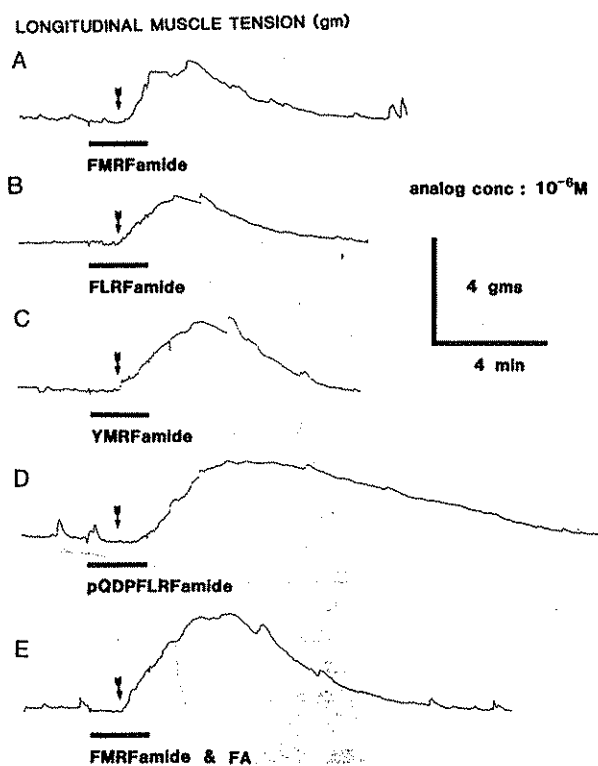 LONGITUDINAL MUSCLE TENSION (gm)
A
FMRFamide
B
analog conc : 10⁻⁶M
FLRFamide
4 gms
4 min
C
YMRFamide
D
pQDPFLRFamide
E
FMRFamide & FA